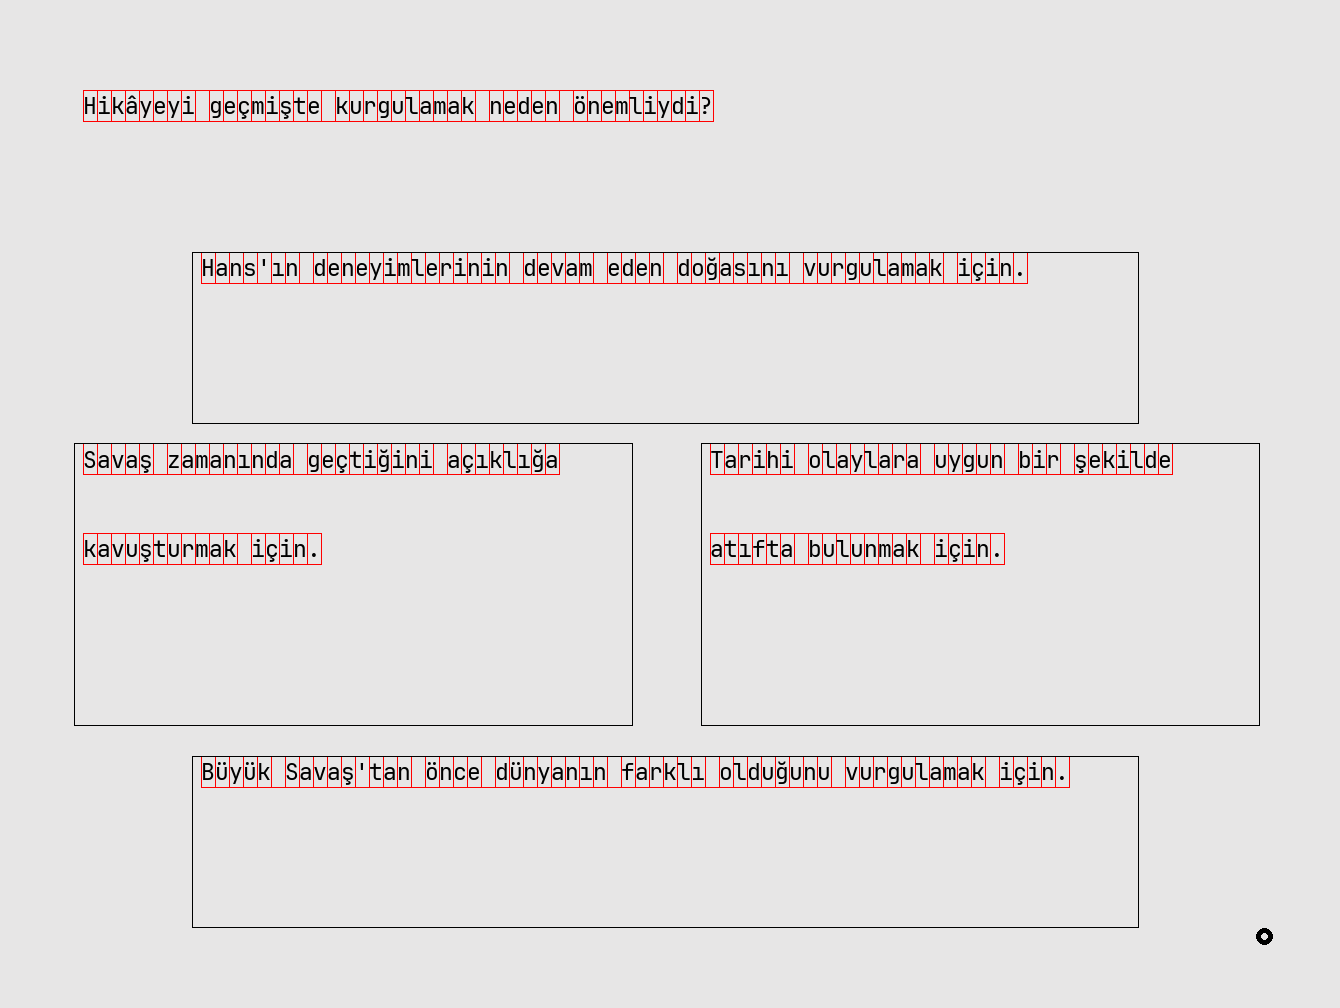 Hikâyeyi geçmişte kurgulamak neden önemliydi?
Hans'ın deneyimlerinin devam eden doğasını vurgulamak için.
Savaş zamanında geçtiğini açıklığa
kavuşturmak için.
Tarihi olaylara uygun bir şekilde
atıfta bulunmak için.
Büyük Savaş'tan önce dünyanın farklı olduğunu vurgulamak için.